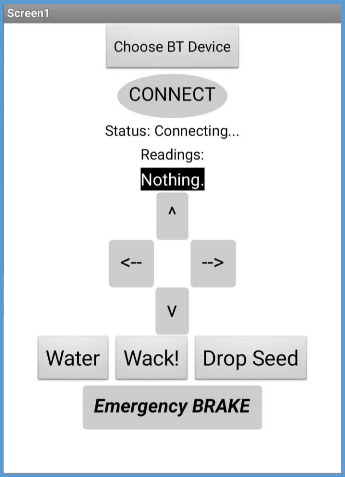 Screen1
Choose BT Device
CONNECT
Status: Connecting...
Readings:
Nothing.
^
<-- -->
V
Water Wack! Drop Seed
Emergency BRAKE